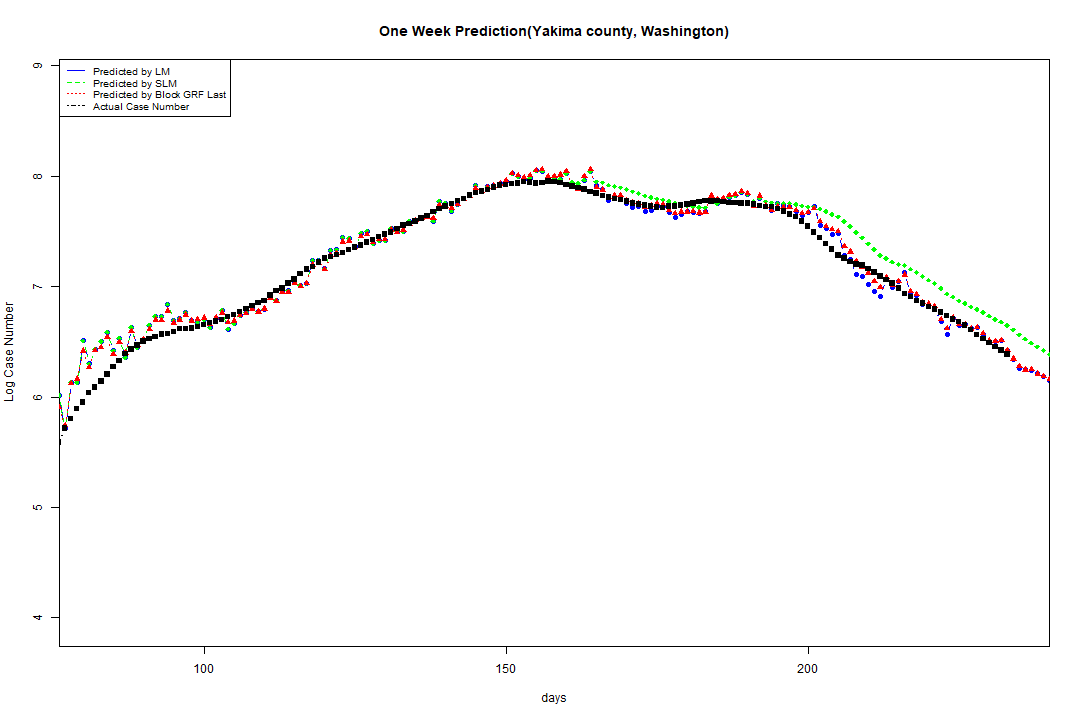 One Week Prediction(Yakima county, Washington)
9
Predicted by LM
Predicted by SLM
Predicted by Block GRF Last
Actual Case Number
8
7
6
5
4
Log Case Number
100 150 200
days